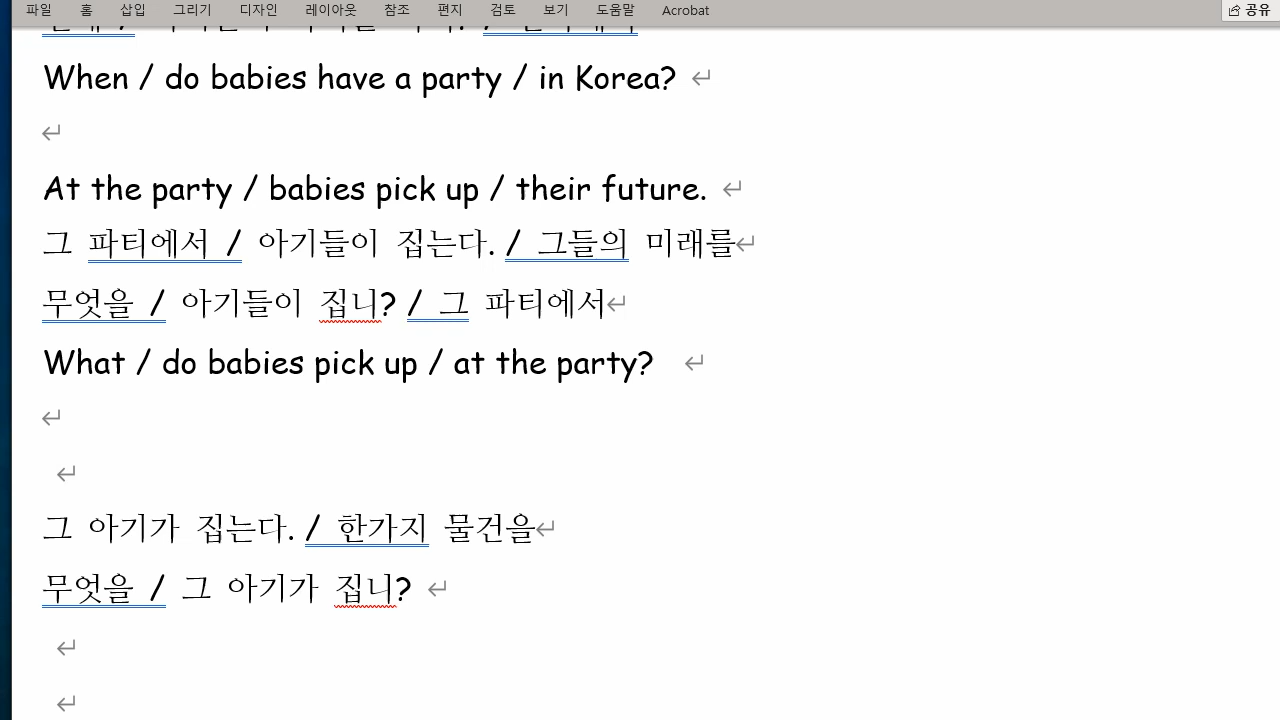 파일 홈 삽입 그리기 디자인 레이아웃 참조 편지 검토 보기 도움말 Acrobat 공유
When / do babies have a party / in Korea?
At the party / babies pick up / their future.
그 파티에서 / 아기들이 집는다. / 그들의 미래를
무엇을 / 아기들이 집니? / 그 파티에서
What / do babies pick up / at the party?
그 아기가 집는다. / 한가지 물건을
무엇을 / 그 아기가 집니?